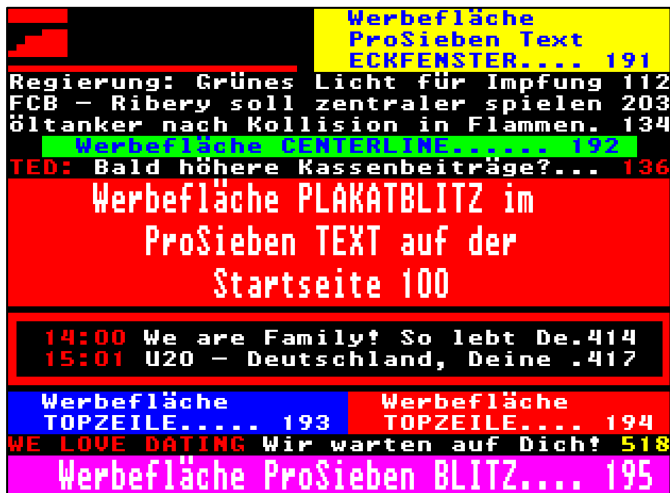 Werbefläche
ProSieben Text
ECKFENSTER.... 191
Regierung: Grünes Licht für Impfung 112
FCB – Ribery soll zentraler spielen 203
öltanker nach Kollision in Flammen. 134
Werbefläche CENTERLINE...... 192
TED: Bald höhere Kassenbeiträge?... 136
Werbefläche PLAKATBLITZ im
ProSieben TEXT auf der
Startseite 100
14:00 We are Family! So lebt De.414
15:01 U20 – Deutschland, Deine .417
Werbefläche
TOPZEILE..... 193
Werbefläche
TOPZEILE.... 194
WE LOVE DATING Wir warten auf Dich! 518
Werbefläche ProSieben BLITZ.... 195